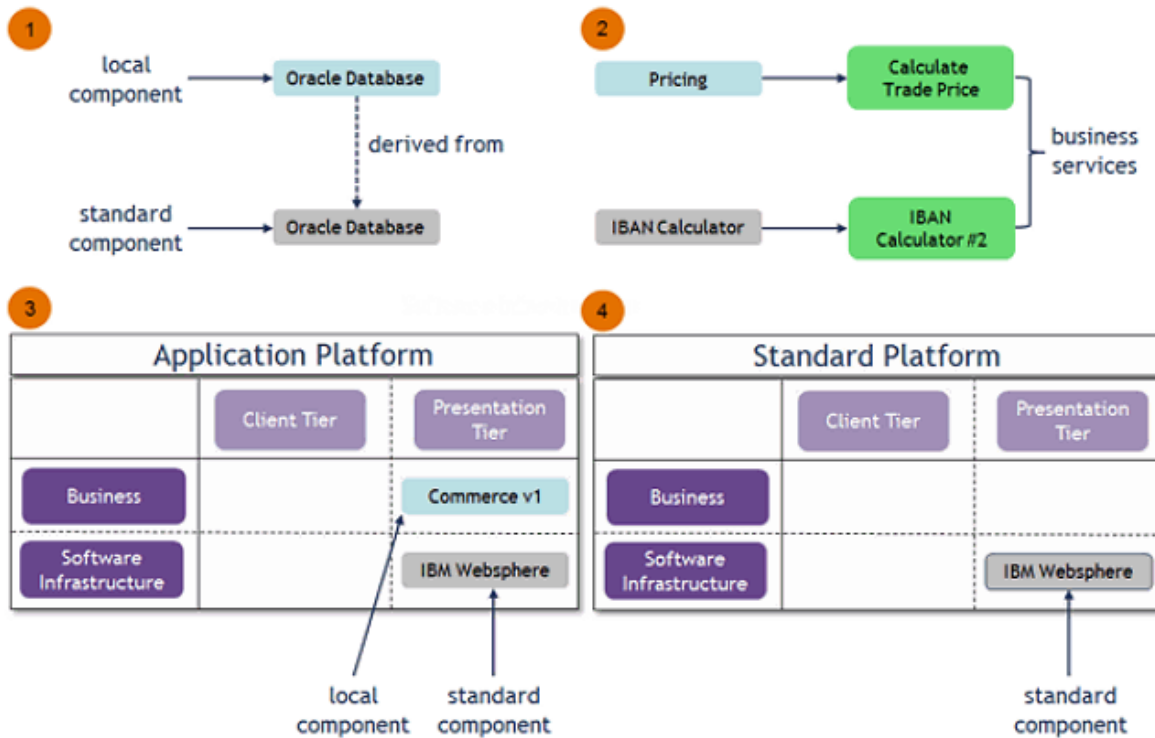 1
local
component
Oracle Database
derived from
standard
component
Oracle Database
2
Pricing
Calculate
Trade Price
business
services
IBAN Calculator
IBAN
Calculator #2
3
Application Platform
Client Tier
Presentation
Tier
Business
Commerce v1
Software
Infrastructure
IBM Websphere
local
component
standard
component
4
Standard Platform
Client Tier
Presentation
Tier
Business
Software
Infrastructure
IBM Websphere
standard
component